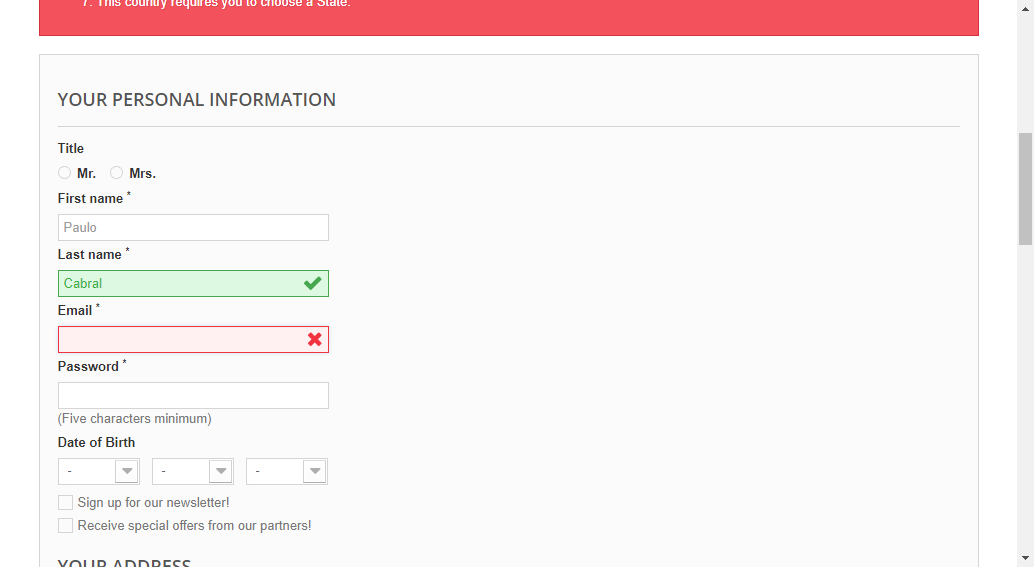 7. This country requires you to choose a State.
YOUR PERSONAL INFORMATION
Title
Mr. Mrs.
First name *
Paulo
Last name *
Cabral
Email *
Password *
(Five characters minimum)
Date of Birth
- - -
Sign up for our newsletter!
Receive special offers from our partners!
YOUR ADDRESS